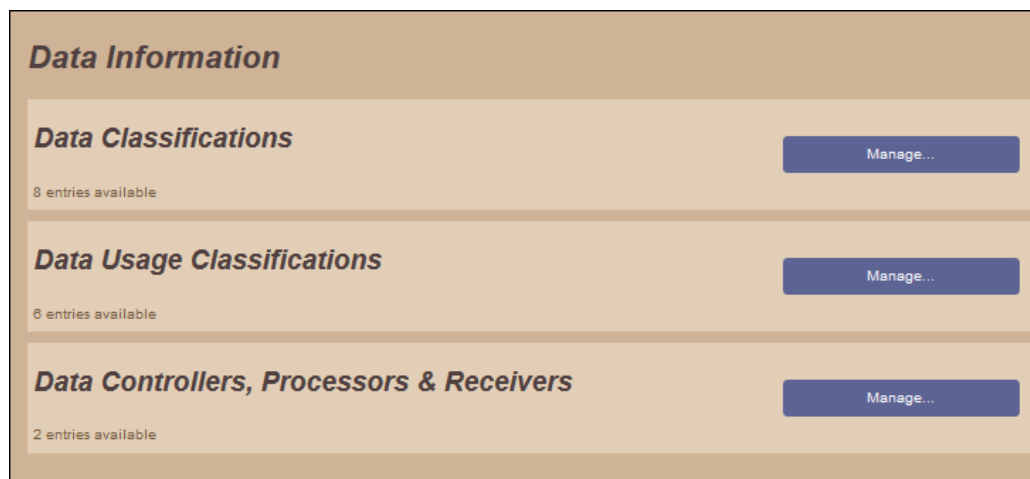 Data Information
Data Classifications
Manage...
8 entries available
Data Usage Classifications
Manage...
6 entries available
Data Controllers, Processors & Receivers
Manage...
2 entries available